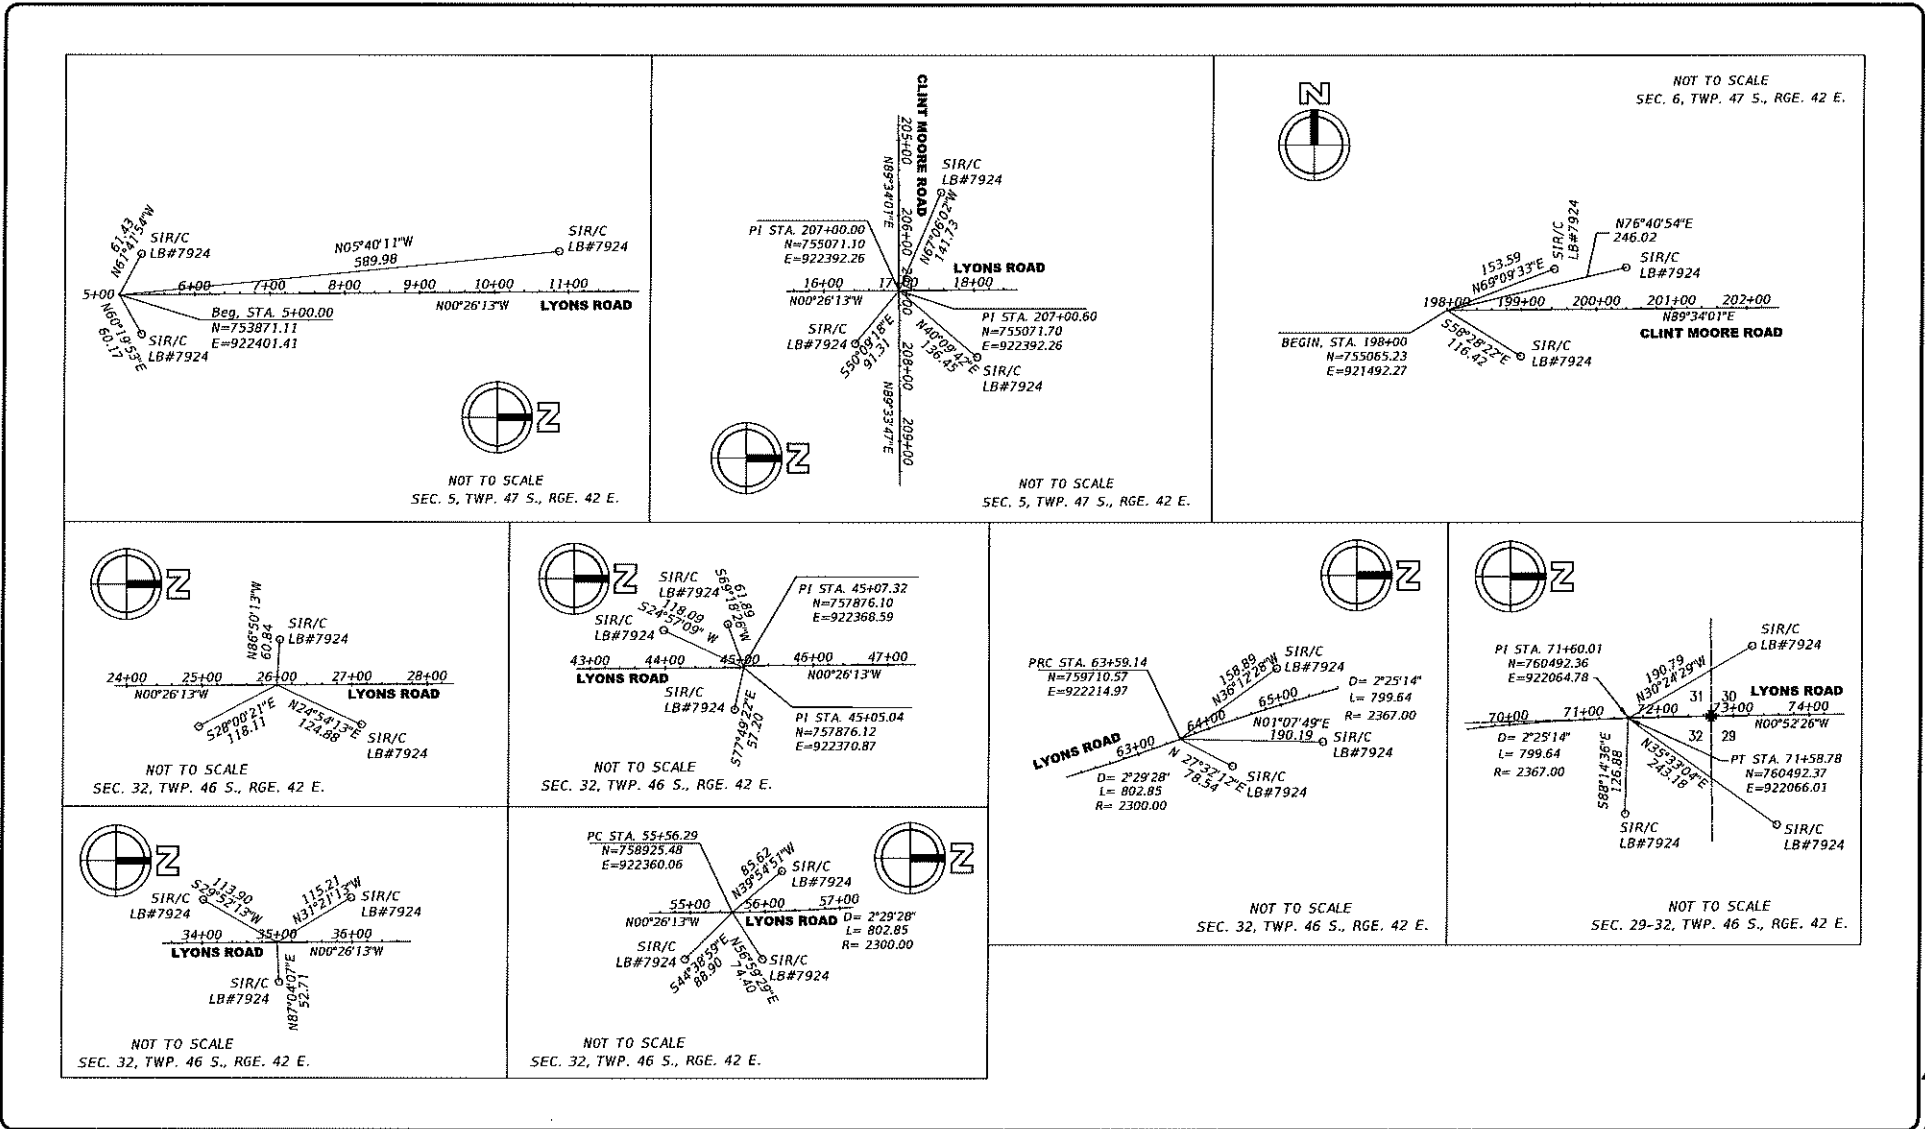 61.43
N61°41'54"W
SIR/C
LB#7924
N05°40'11"W
589.98
SIR/C
LB#7924
5+00
6+00
7+00
8+00
9+00
10+00
11+00
N00°26'13"W
LYONS ROAD
Beg. STA. 5+00.00
N=753871.11
E=922401.41
N60°19'53"E
60.17
SIR/C
LB#7924
N
NOT TO SCALE
SEC. 5, TWP. 47 S., RGE. 42 E.
CLINT MOORE ROAD
205+00
N89°34'01"E
206+00
SIR/C
LB#7924
N67°06'02"W
141.73
PI STA. 207+00.00
N=755071.10
E=922392.26
LYONS ROAD
16+00
18+00
N00°26'13"W
PI STA. 207+00.60
N=755071.70
E=922392.26
SIR/C
LB#7924
S50°09'18"E
91.31
N40°09'42"E
136.45
SIR/C
LB#7924
208+00
N89°33'47"E
209+00
N
NOT TO SCALE
SEC. 5, TWP. 47 S., RGE. 42 E.
N
NOT TO SCALE
SEC. 6, TWP. 47 S., RGE. 42 E.
SIR/C
LB#7924
N76°40'54"E
246.02
153.59
N69°09'33"E
SIR/C
LB#7924
198+00
199+00
200+00
201+00
202+00
N89°34'01"E
CLINT MOORE ROAD
BEGIN, STA. 198+00
N=755065.23
E=921492.27
S58°28'22"E
116.42
SIR/C
LB#7924
N
N86°50'13"W
60.84
SIR/C
LB#7924
24+00
25+00
26+00
27+00
28+00
N00°26'13"W
LYONS ROAD
S28°00'21"E
118.11
N24°54'13"E
124.88
SIR/C
LB#7924
NOT TO SCALE
SEC. 32, TWP. 46 S., RGE. 42 E.
N
SIR/C
LB#7924
S69°18'26"W
61.89
118.09
S24°57'09" W
SIR/C
LB#7924
PI STA. 45+07.32
N=757876.10
E=922368.59
43+00
44+00
45+00
46+00
47+00
LYONS ROAD
N00°26'13"W
SIR/C
LB#7924
S77°49'22"E
57.20
PI STA. 45+05.04
N=757876.12
E=922370.87
NOT TO SCALE
SEC. 32, TWP. 46 S., RGE. 42 E.
N
PRC STA. 63+59.14
N=759710.57
E=922214.97
158.89
N36°12'28"W
SIR/C
LB#7924
D= 2°25'14"
L= 799.64
R= 2367.00
63+00
64+00
65+00
N01°07'49"E
190.19
SIR/C
LB#7924
LYONS ROAD
N 27°32'12"E
78.54
SIR/C
LB#7924
D= 2°29'28"
L= 802.85
R= 2300.00
NOT TO SCALE
SEC. 32, TWP. 46 S., RGE. 42 E.
N
SIR/C
LB#7924
PI STA. 71+60.01
N=760492.36
E=922064.78
190.79
N30°24'29"W
31
30
LYONS ROAD
70+00
71+00
72+00
73+00
74+00
N00°52'26"W
32
29
D= 2°25'14"
L= 799.64
R= 2367.00
S88°14'36"E
126.88
N35°33'04"E
243.18
PT STA. 71+58.78
N=760492.37
E=922066.01
SIR/C
LB#7924
SIR/C
LB#7924
NOT TO SCALE
SEC. 29-32, TWP. 46 S., RGE. 42 E.
N
SIR/C
LB#7924
113.90
S29°52'13"W
115.21
N31°21'13"W
SIR/C
LB#7924
34+00
35+00
36+00
LYONS ROAD
N00°26'13"W
SIR/C
LB#7924
N87°04'07"E
52.71
NOT TO SCALE
SEC. 32, TWP. 46 S., RGE. 42 E.
PC STA. 55+56.29
N=758925.48
E=922360.06
85.62
N39°54'51"W
SIR/C
LB#7924
N
55+00
56+00
57+00
N00°26'13"W
LYONS ROAD
D= 2°29'28"
L= 802.85
R= 2300.00
SIR/C
LB#7924
S44°38'59"E
88.90
N56°59'29"E
74.40
SIR/C
LB#7924
NOT TO SCALE
SEC. 32, TWP. 46 S., RGE. 42 E.